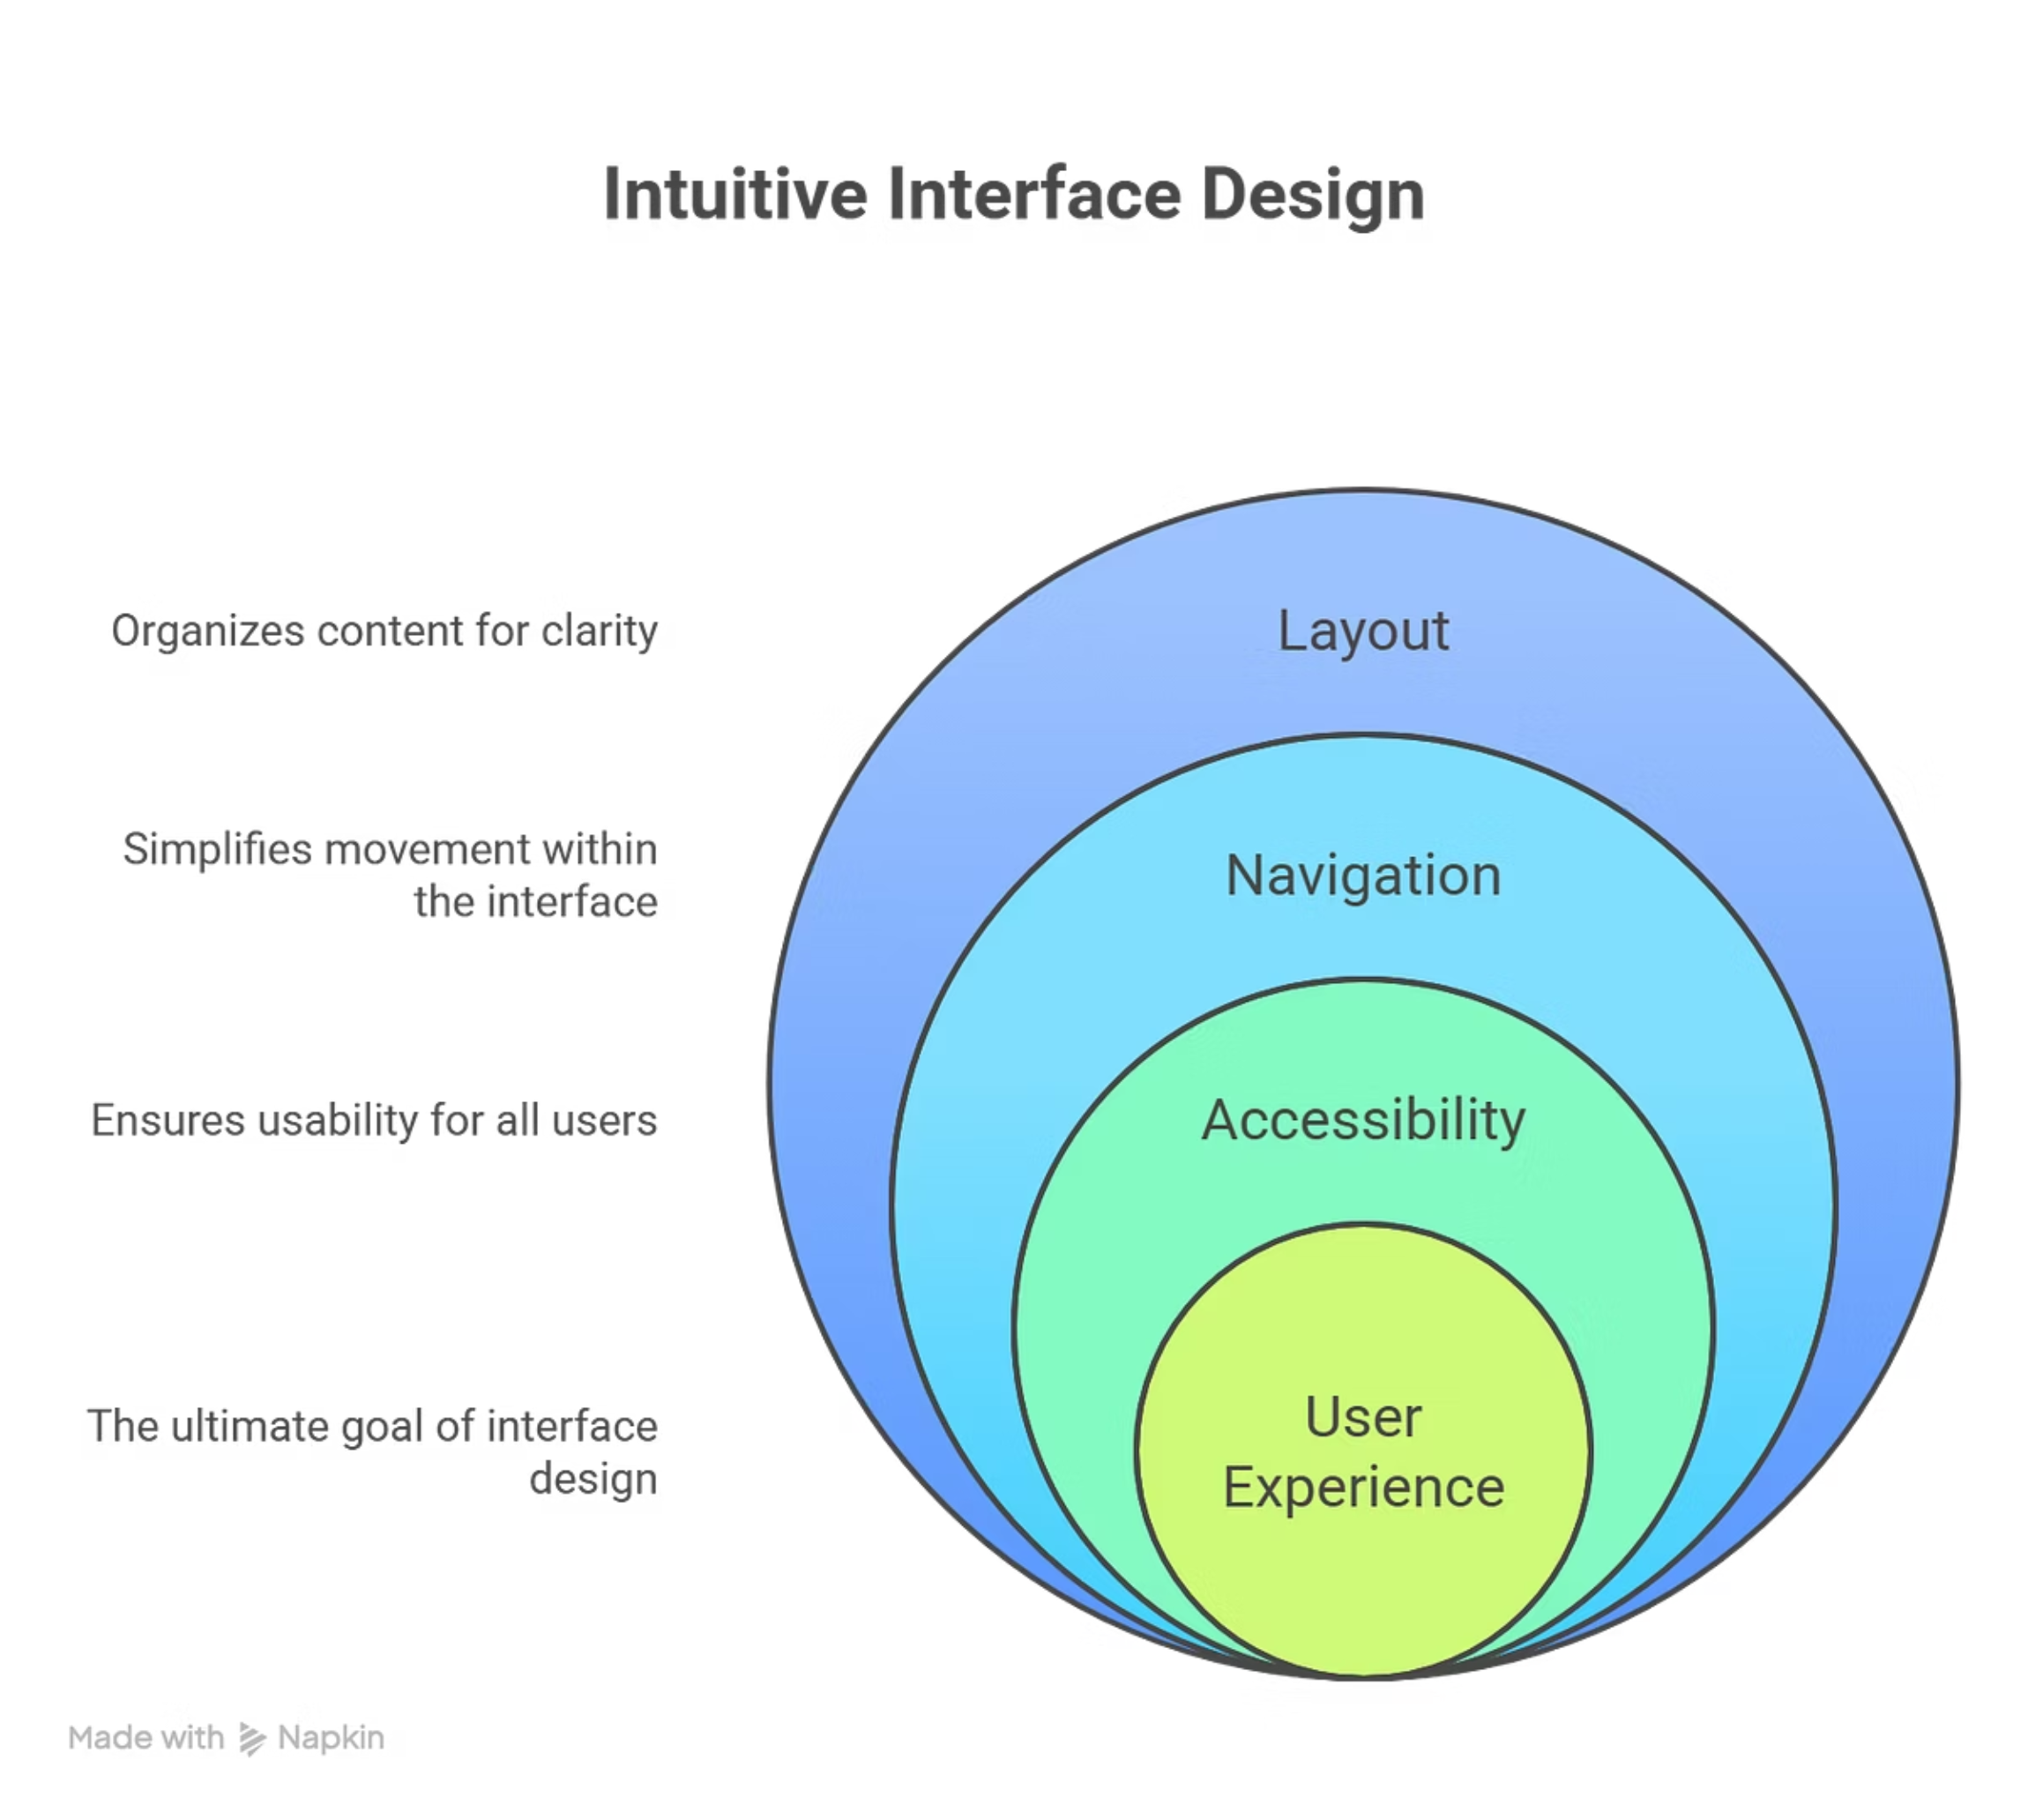 Intuitive Interface Design
Organizes content for clarity
Layout
Simplifies movement within
the interface
Navigation
Ensures usability for all users
Accessibility
The ultimate goal of interface
design
User
Experience
Made with Napkin